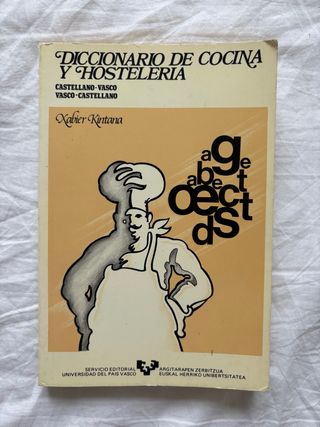 DICCIONARIO DE COCINA
Y HOSTELERIA
CASTELLANO-VASCO
VASCO-CASTELLANO
Xabier Kintana
a g e
a b e t
œ e c t t
d s
SERVICIO EDITORIAL
UNIVERSIDAD DEL PAIS VASCO
ARGITARAPEN ZERBITZUA
EUSKAL HERRIKO UNIBERTSITATEA